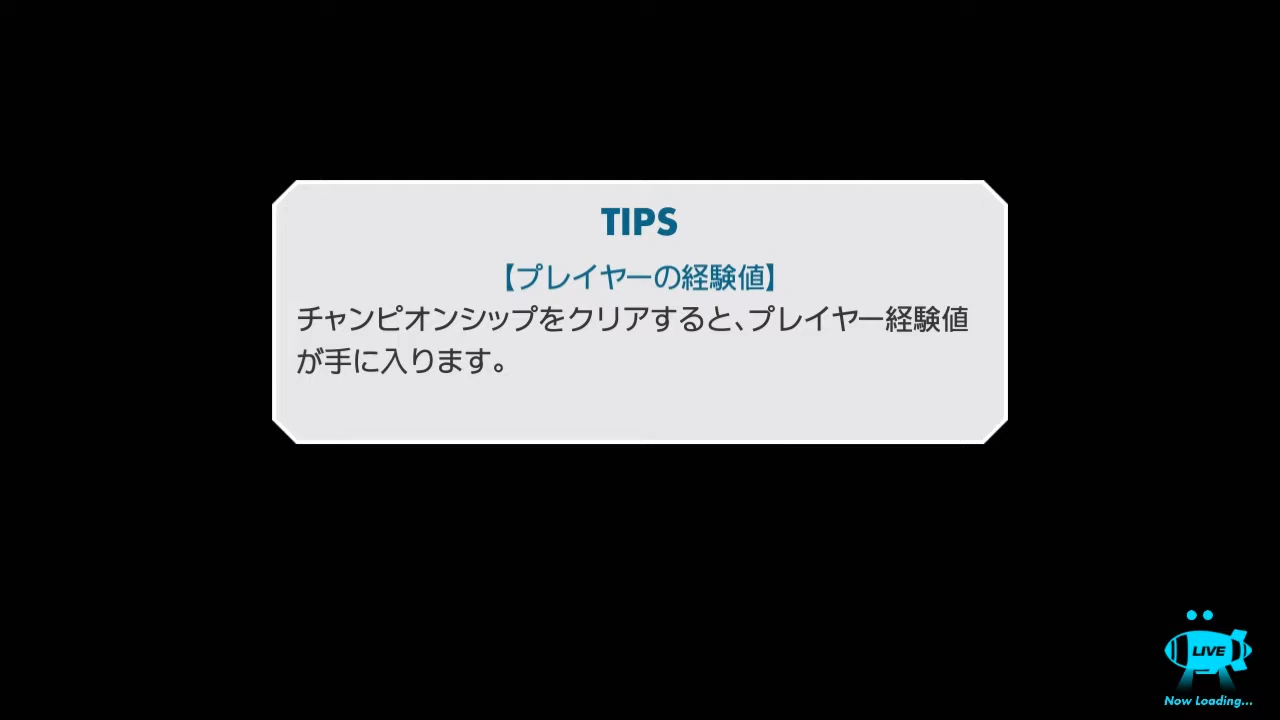 TIPS
【プレイヤーの経験値】
チャンピオンシップをクリアすると、プレイヤー経験値
が手に入ります。
LIVE
Now Loading...